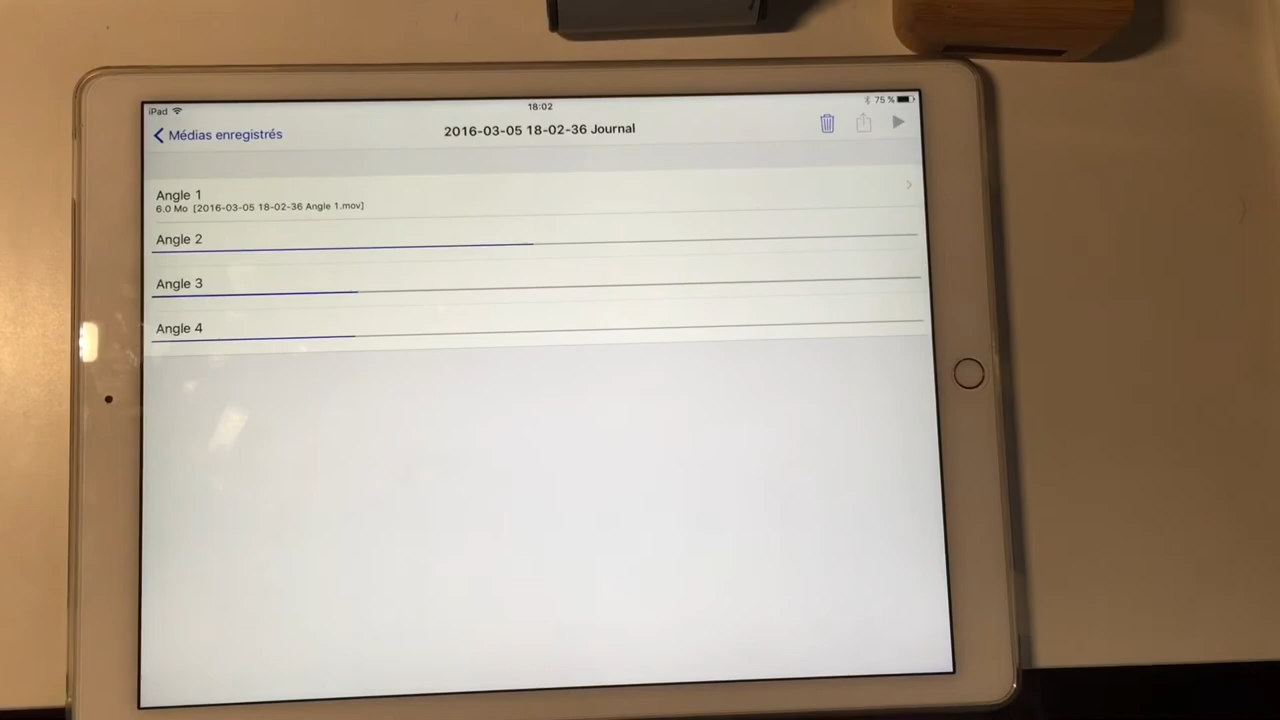 iPad
18:02
75 %
Médias enregistrés
2016-03-05 18-02-36 Journal
Angle 1
6.0 Mo [2016-03-05 18-02-36 Angle 1.mov]
Angle 2
Angle 3
Angle 4